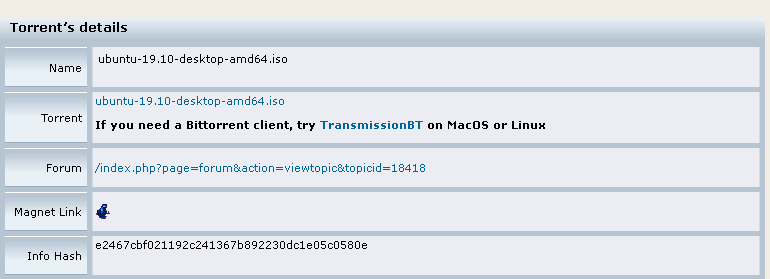 Torrent's details
Name ubuntu-19.10-desktop-amd64.iso
Torrent ubuntu-19.10-desktop-amd64.iso
If you need a Bittorrent client, try TransmissionBT on MacOS or Linux
Forum /index.php?page=forum&action=viewtopic&topicid=18418
Magnet Link
Info Hash e2467cbf021192c241367b892230dc1e05c0580e